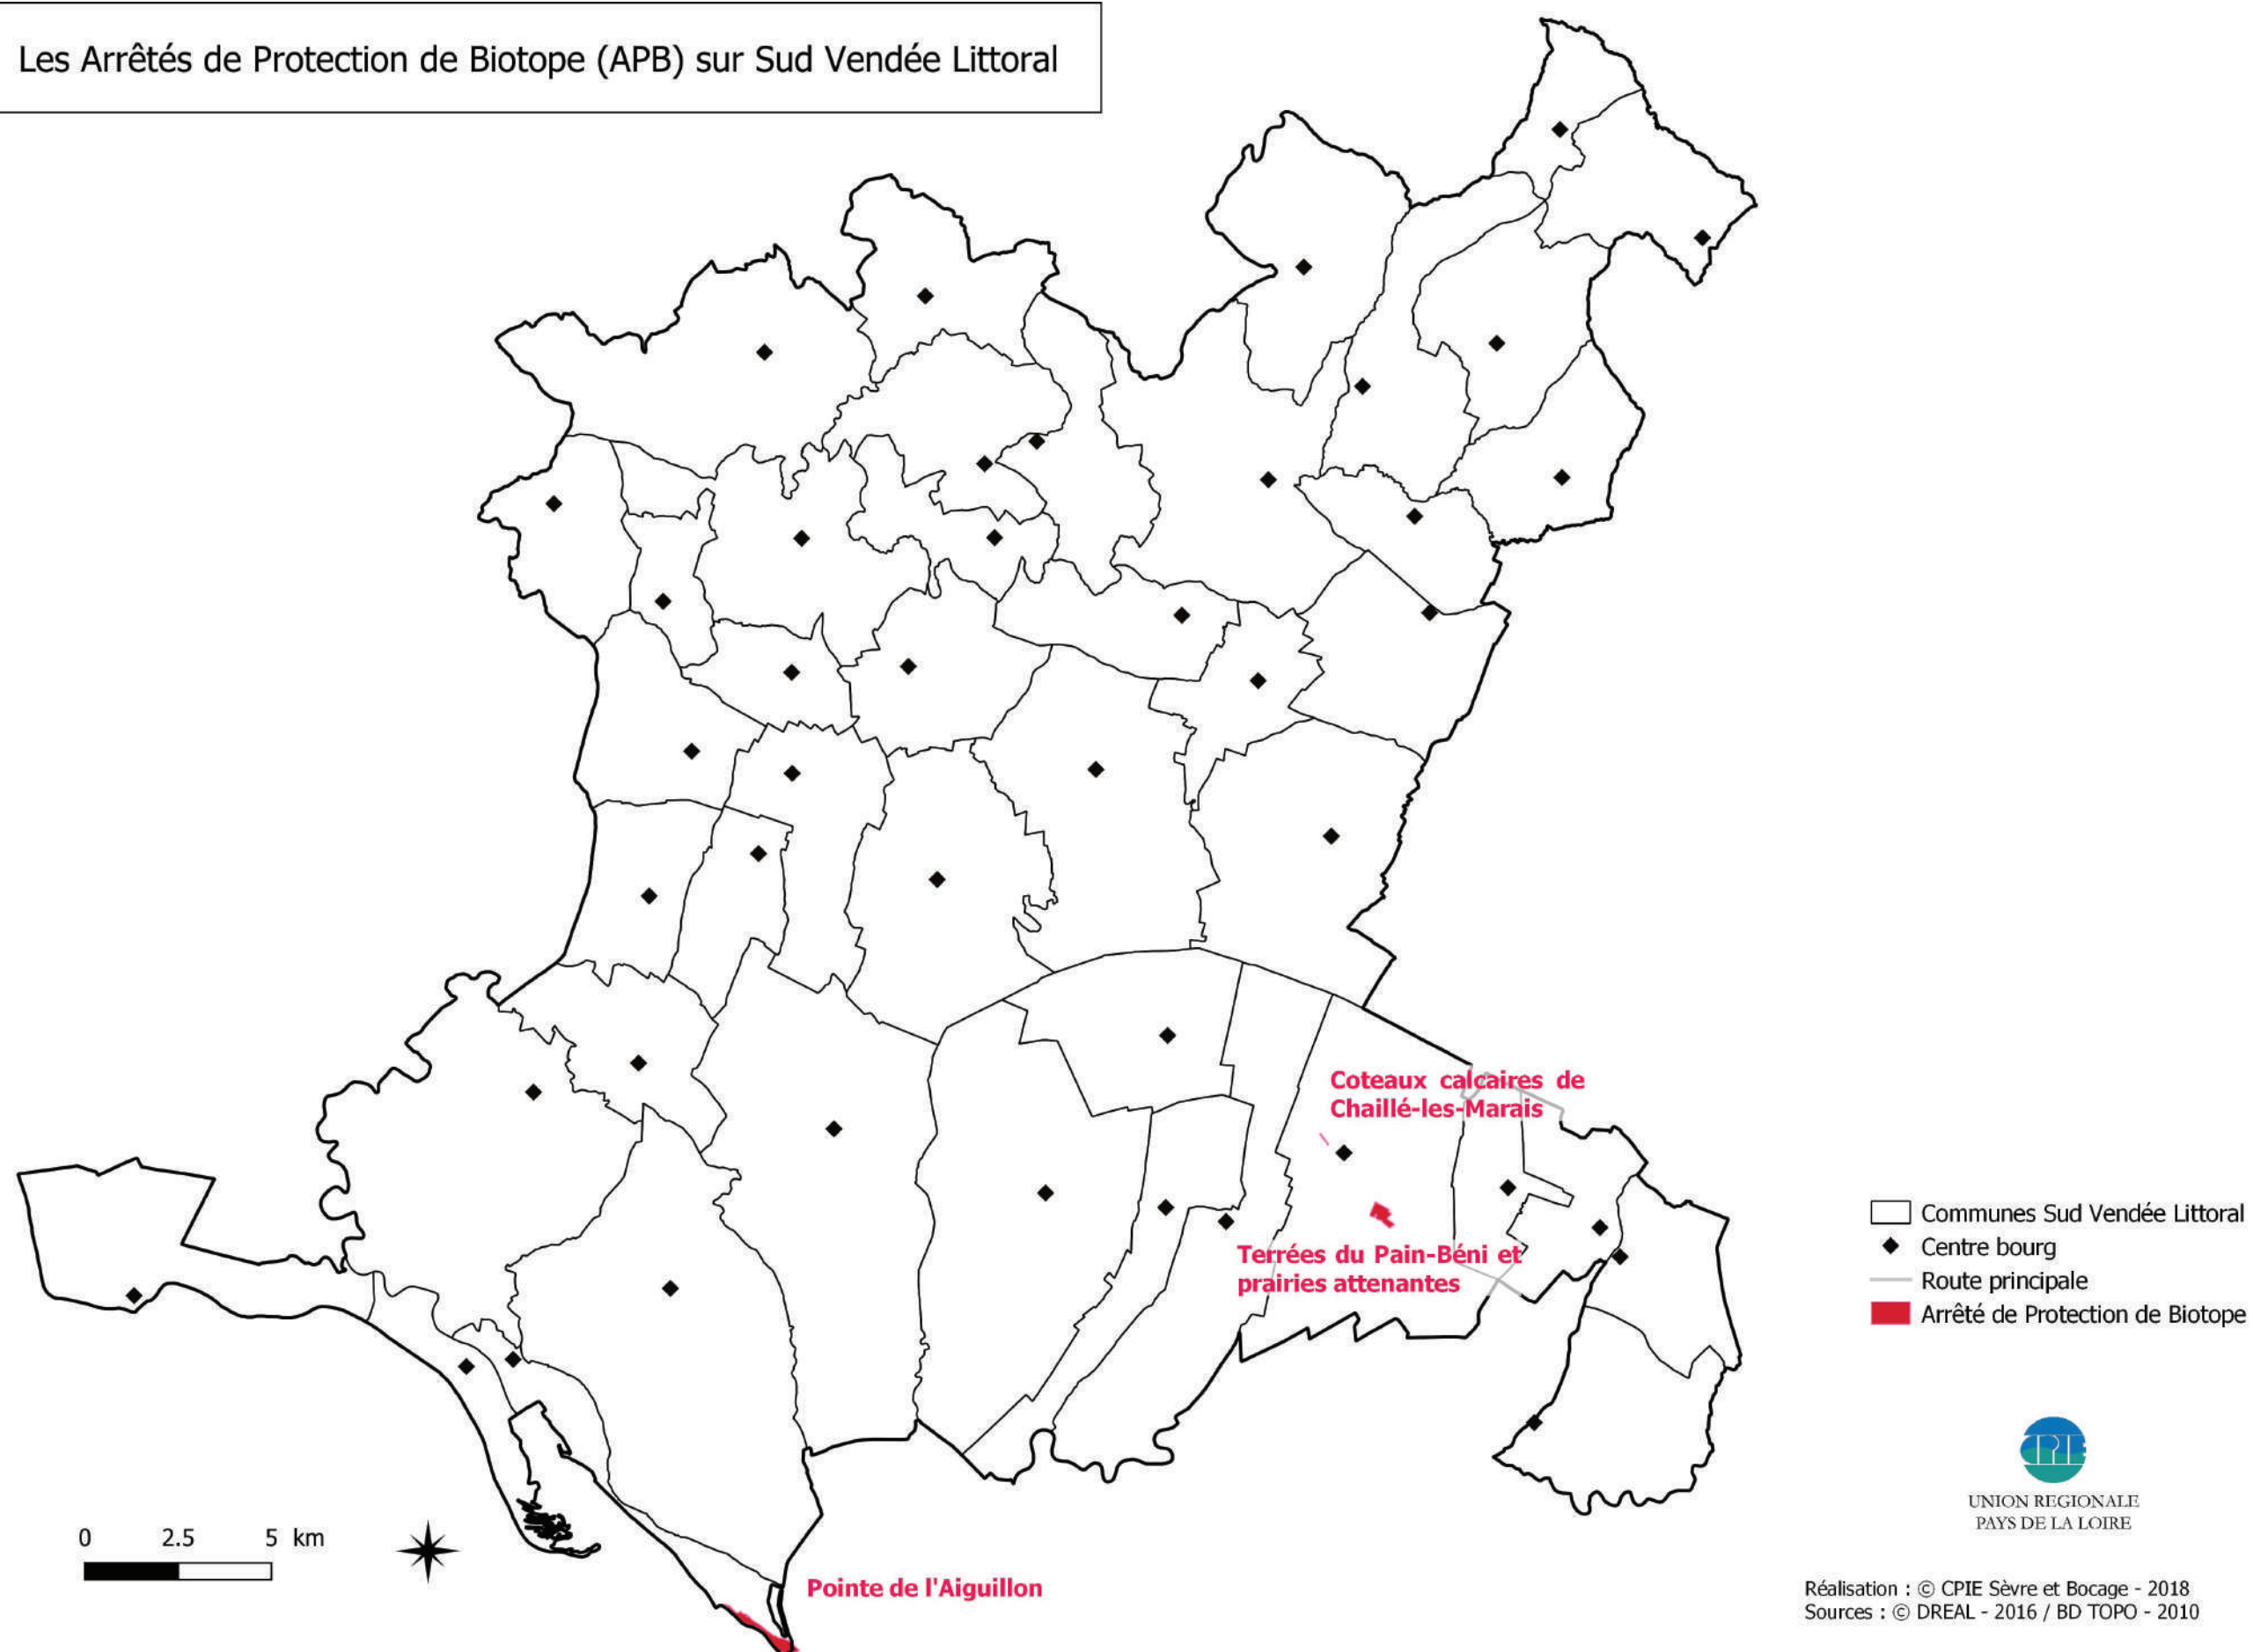 Les Arrêtés de Protection de Biotope (APB) sur Sud Vendée Littoral
Coteaux calcaires de
Chaillé-les-Marais
Terrées du Pain-Béni et
prairies attenantes
Pointe de l'Aiguillon
Communes Sud Vendée Littoral
Centre bourg
Route principale
Arrêté de Protection de Biotope
0 2.5 5 km
CPIE
UNION REGIONALE
PAYS DE LA LOIRE
Réalisation : © CPIE Sèvre et Bocage - 2018
Sources : © DREAL - 2016 / BD TOPO - 2010